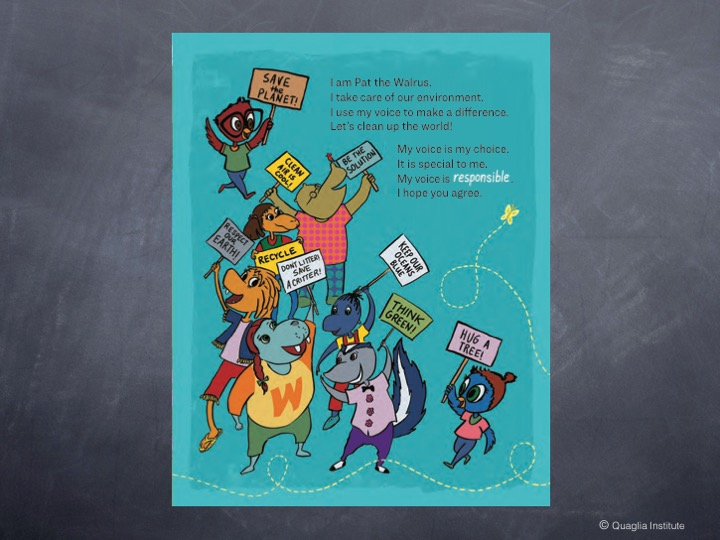 SAVE
the
PLANET!
I am Pat the Walrus.
I take care of our environment.
I use my voice to make a difference.
Let's clean up the world!
My voice is my choice.
It is special to me.
My voice is responsible
I hope you agree.
CLEAN
AIR IS
COOL!
BE THE
SOLUTION
RESPECT
OUR
EARTH!
RECYCLE
DON'T LITTER!
SAVE
A CRITTER!
KEEP OUR
OCEANS
BLUE
THINK
GREEN!
HUG A
TREE!
W
© Quaglia Institute